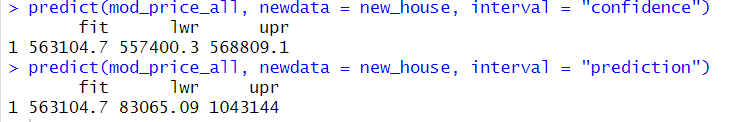 > predict(mod_price_all, newdata = new_house, interval = "confidence")
fit lwr upr
1 563104.7 557400.3 568809.1
> predict(mod_price_all, newdata = new_house, interval = "prediction")
fit lwr upr
1 563104.7 83065.09 1043144